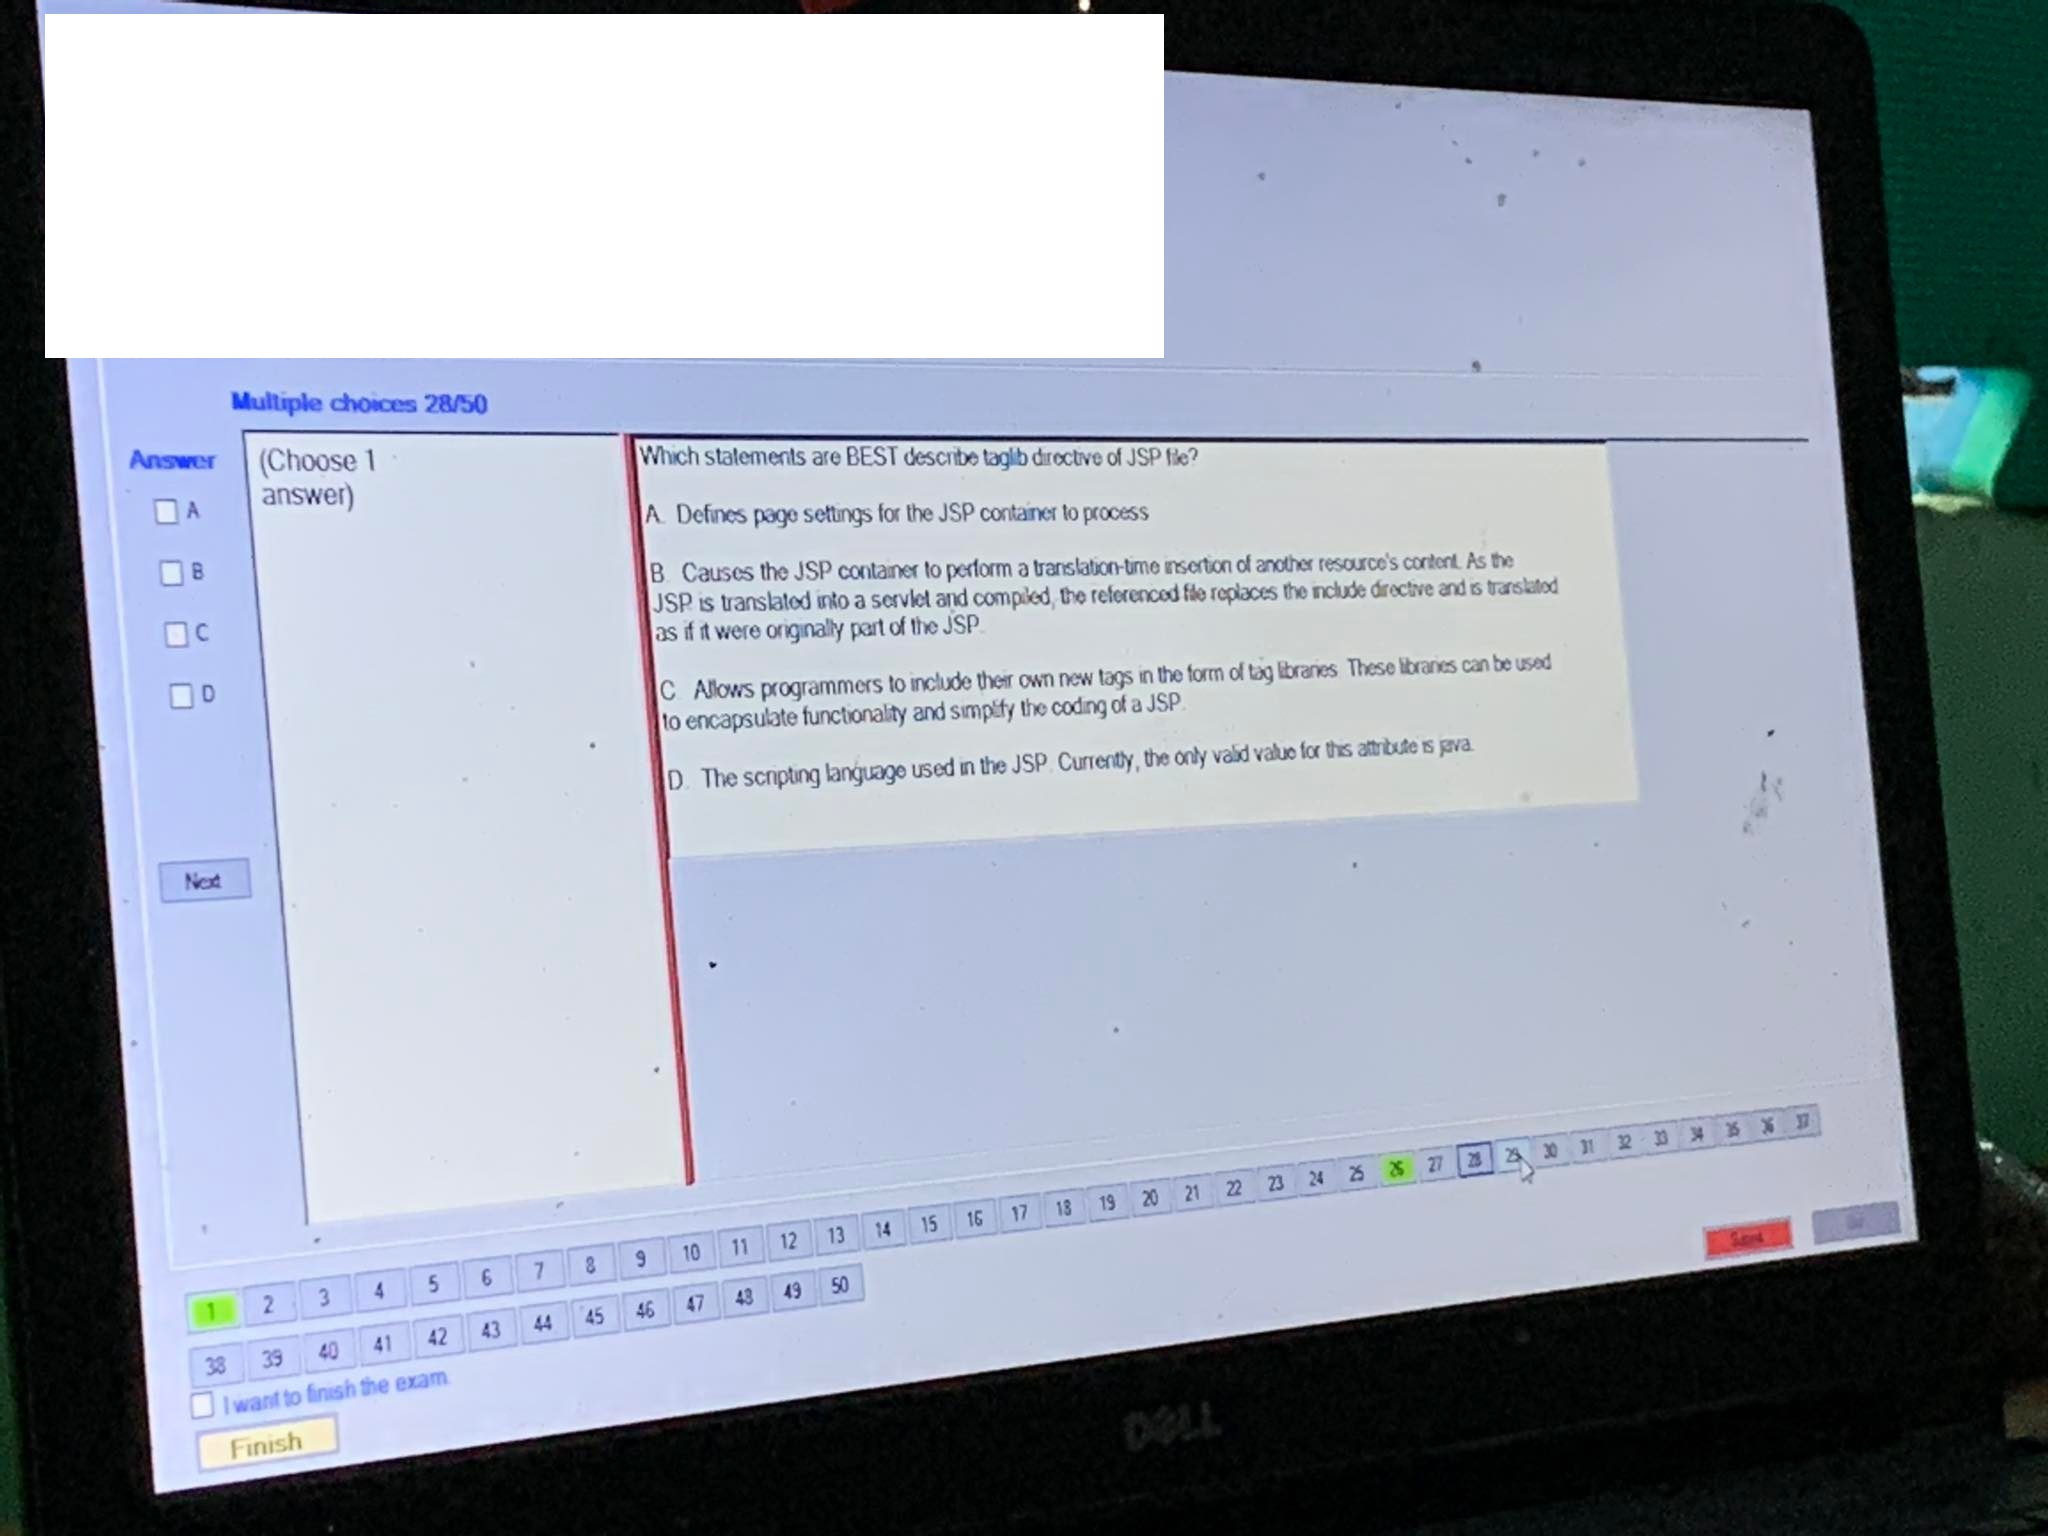 Multiple choices 28/50
Answer
A
B
C
D
Next
(Choose 1
answer)
Which statements are BEST describe taglib directive of JSP file?
A. Defines page settings for the JSP container to process
B. Causes the JSP container to perform a translation-time insertion of another resource's content. As the
JSP is translated into a servlet and compiled, the referenced file replaces the include directive and is translated
as if it were originally part of the JSP.
C. Allows programmers to include their own new tags in the form of tag libraries. These libraries can be used
to encapsulate functionality and simplify the coding of a JSP.
D. The scripting language used in the JSP. Currently, the only valid value for this attribute is java.
1 2 3 4 5 6 7 8 9 10 11 12 13 14 15 16 17 18 19 20 21 22 23 24 25 26 27 28 29 30 31 32 33 34 35 36 37
38 39 40 41 42 43 44 45 46 47 48 49 50
I want to finish the exam.
Finish
DELL